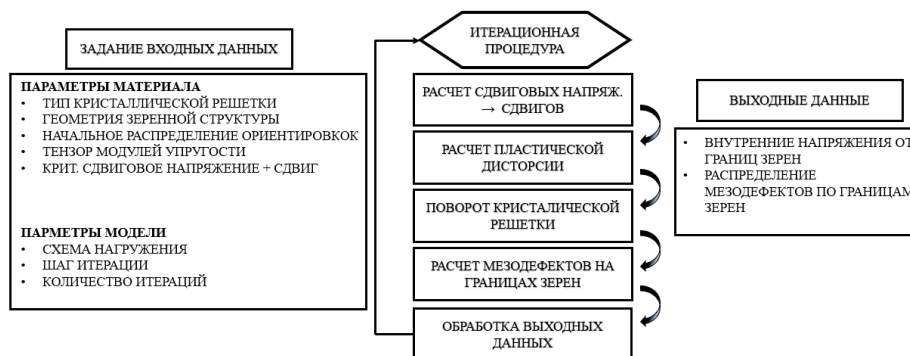 ЗАДАНИЕ ВХОДНЫХ ДАННЫХ
ПАРАМЕТРЫ МАТЕРИАЛА
• ТИП КРИСТАЛЛИЧЕСКОЙ РЕШЕТКИ
• ГЕОМЕТРИЯ ЗЕРЕННОЙ СТРУКТУРЫ
• НАЧАЛЬНОЕ РАСПРЕДЕЛЕНИЕ ОРИЕНТИРОВКОК
• ТЕНЗОР МОДУЛЕЙ УПРУГОСТИ
• КРИТ. СДВИГОВОЕ НАПРЯЖЕНИЕ + СДВИГ
ПАРМЕТРЫ МОДЕЛИ
• СХЕМА НАГРУЖЕНИЯ
• ШАГ ИТЕРАЦИИ
• КОЛИЧЕСТВО ИТЕРАЦИЙ
ИТЕРАЦИОННАЯ
ПРОЦЕДУРА
РАСЧЕТ СДВИГОВЫХ НАПРЯЖ.
→ СДВИГОВ
РАСЧЕТ ПЛАСТИЧЕСКОЙ
ДИСТОРСИИ
ПОВОРОТ КРИСТАЛИЧЕСКОЙ
РЕШЕТКИ
РАСЧЕТ МЕЗОДЕФЕКТОВ НА
ГРАНИЦАХ ЗЕРЕН
ОБРАБОТКА ВЫХОДНЫХ
ДАННЫХ
ВЫХОДНЫЕ ДАННЫЕ
• ВНУТРЕННИЕ НАПРЯЖЕНИЯ ОТ
ГРАНИЦ ЗЕРЕН
• РАСПРЕДЕЛЕНИЕ
МЕЗОДЕФЕКТОВ ПО ГРАНИЦАМ
ЗЕРЕН